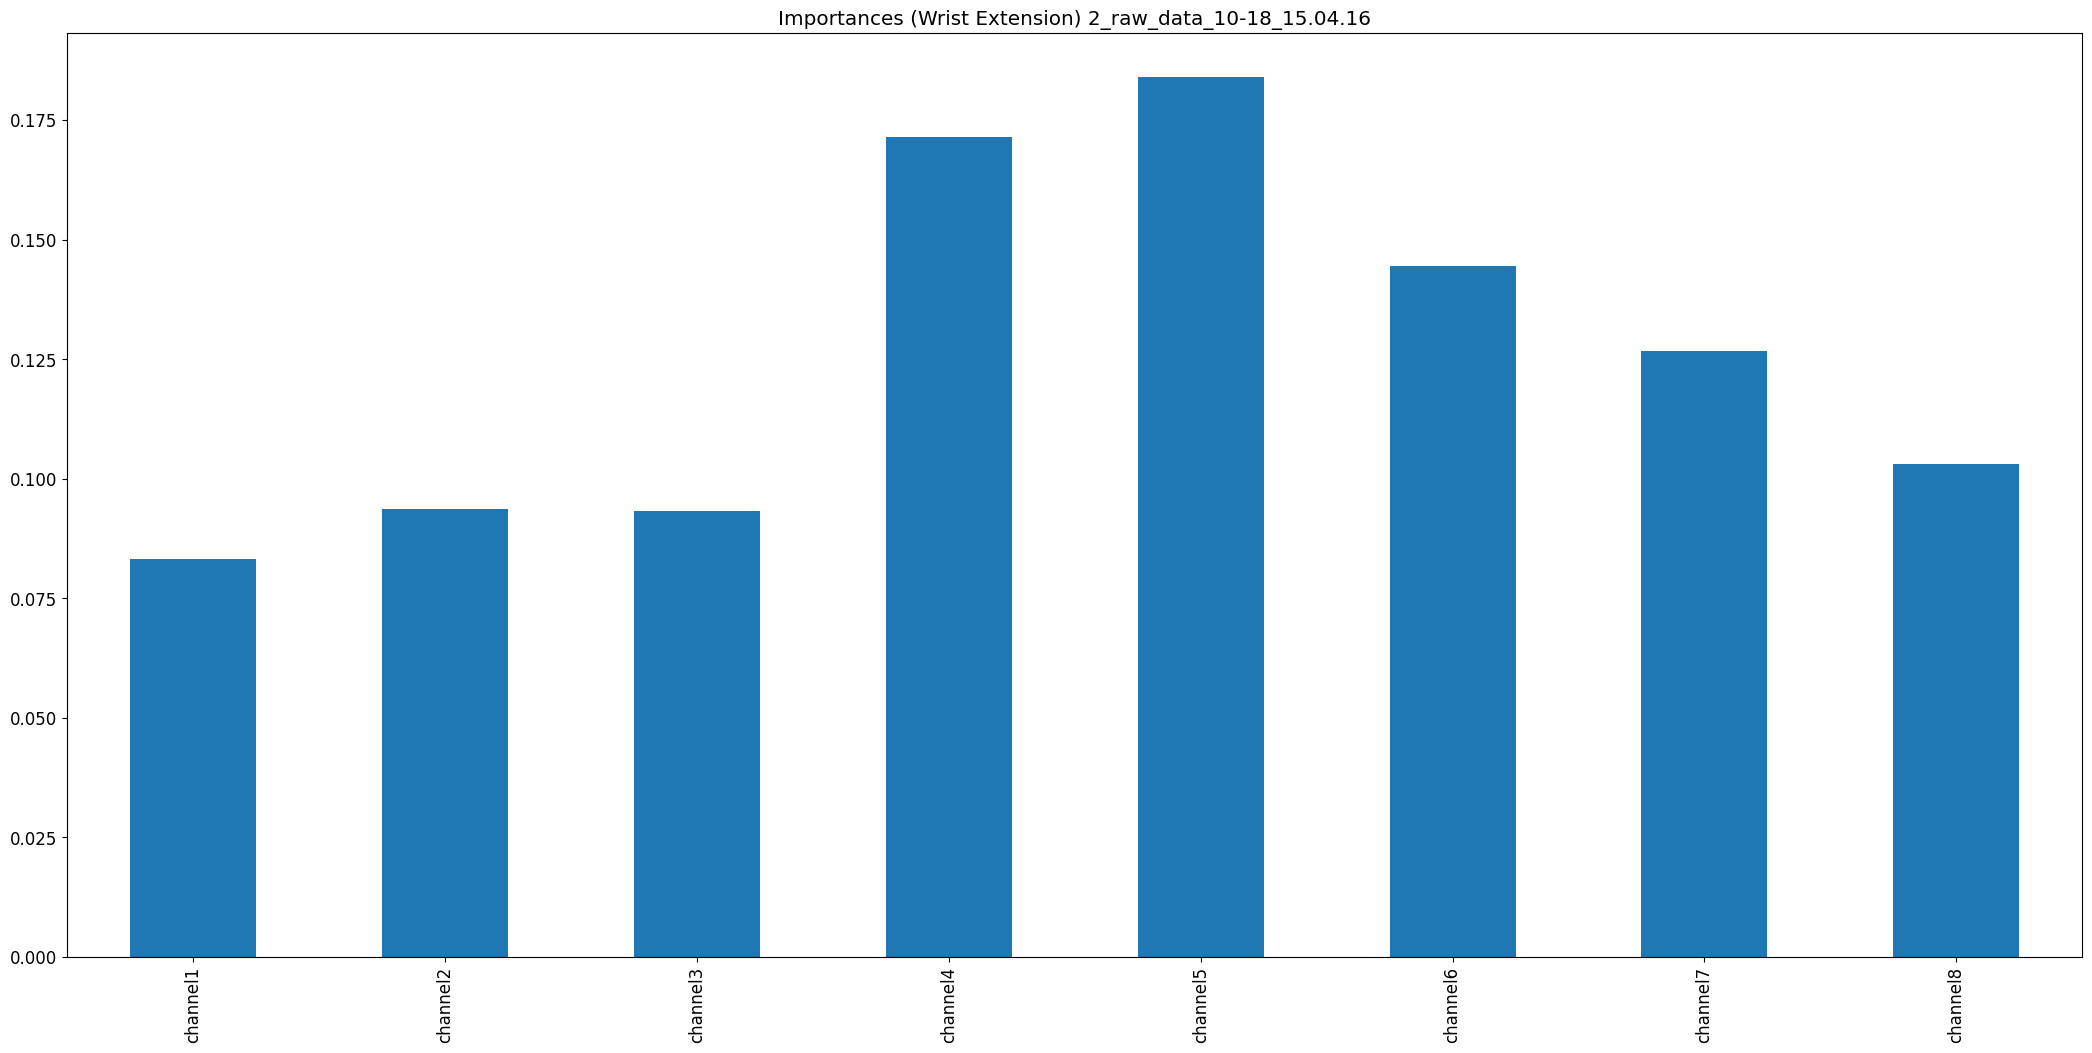 Importances (Wrist Extension) 2_raw_data_10-18_15.04.16
0.175
0.150
0.125
0.100
0.075
0.050
0.025
0.000
channel1
channel2
channel3
channel4
channel5
channel6
channel7
channel8